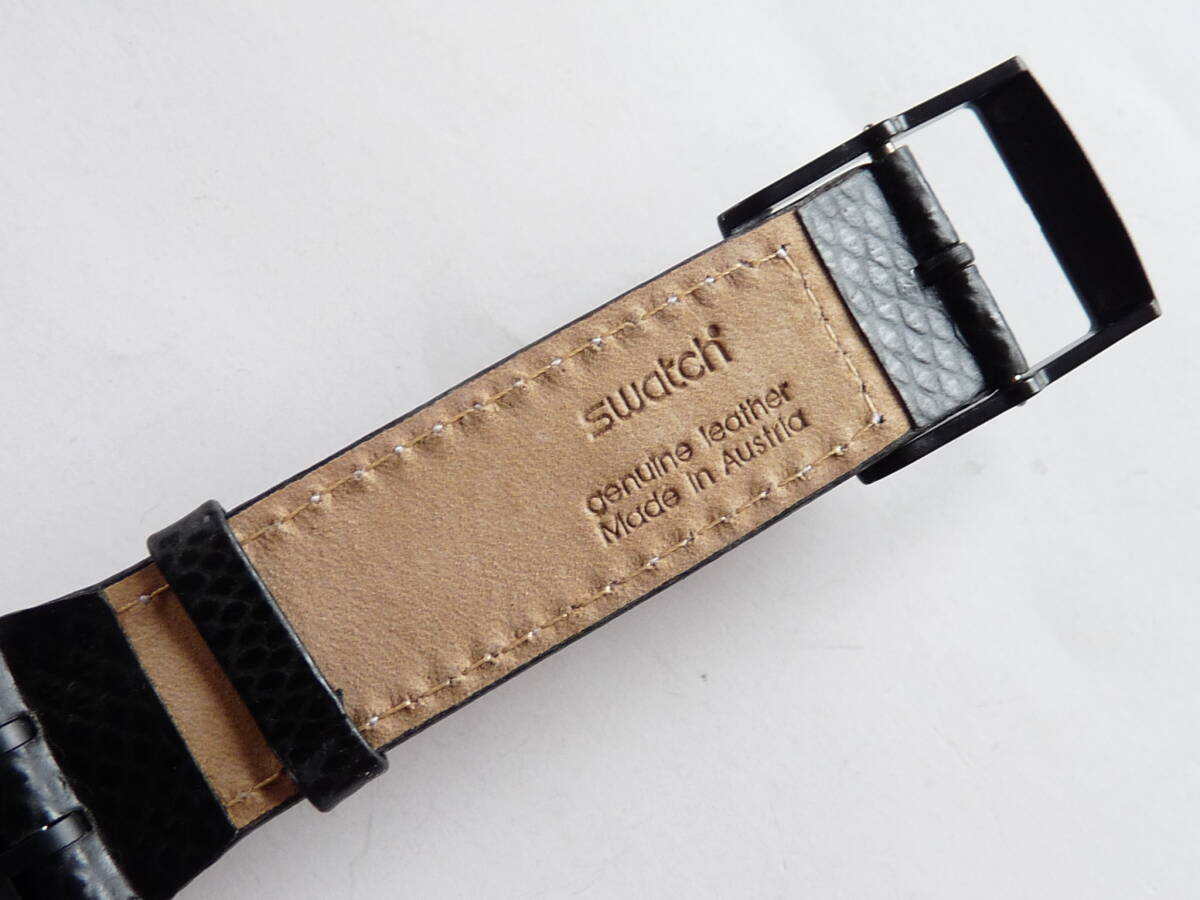 swatch
genuine leather
Made in Austria